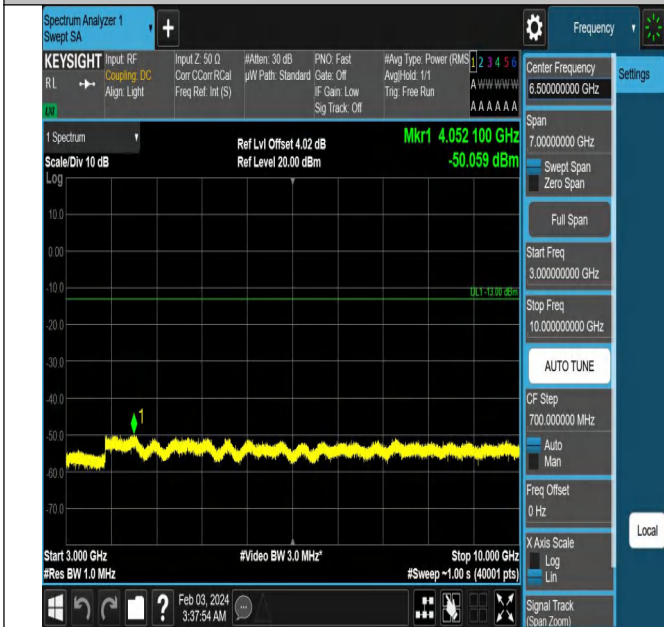 Spectrum Analyzer 1
Swept SA
+
Frequency
KEYSIGHT
RL
LXI
Input: RF
Coupling: DC
Align: Light
Input Z: 50 Ω
Corr CCorr RCal
Freq Ref: Int (S)
#Atten: 30 dB
µW Path: Standard
PNO: Fast
Gate: Off
IF Gain: Low
Sig Track: Off
#Avg Type: Power (RMS
Avg|Hold: 1/1
Trig: Free Run
1 2 3 4 5 6
A W W W W W
A A A A A A
Center Frequency
6.500000000 GHz
Settings
Span
7.00000000 GHz
Swept Span
Zero Span
Full Span
Start Freq
3.000000000 GHz
Stop Freq
10.000000000 GHz
AUTO TUNE
CF Step
700.000000 MHz
Auto
Man
Freq Offset
0 Hz
X Axis Scale
Log
Lin
Signal Track
(Span Zoom)
Local
1 Spectrum
Scale/Div 10 dB
Log
Ref Lvl Offset 4.02 dB
Ref Level 20.00 dBm
Mkr1 4.052 100 GHz
-50.059 dBm
10.0
0.00
-10.0
DL1 -13.00 dBm
-20.0
-30.0
-40.0
1
-50.0
-60.0
-70.0
Start 3.000 GHz
#Res BW 1.0 MHz
#Video BW 3.0 MHz*
Stop 10.000 GHz
#Sweep ~1.00 s (40001 pts)
?
Feb 03, 2024
3:37:54 AM